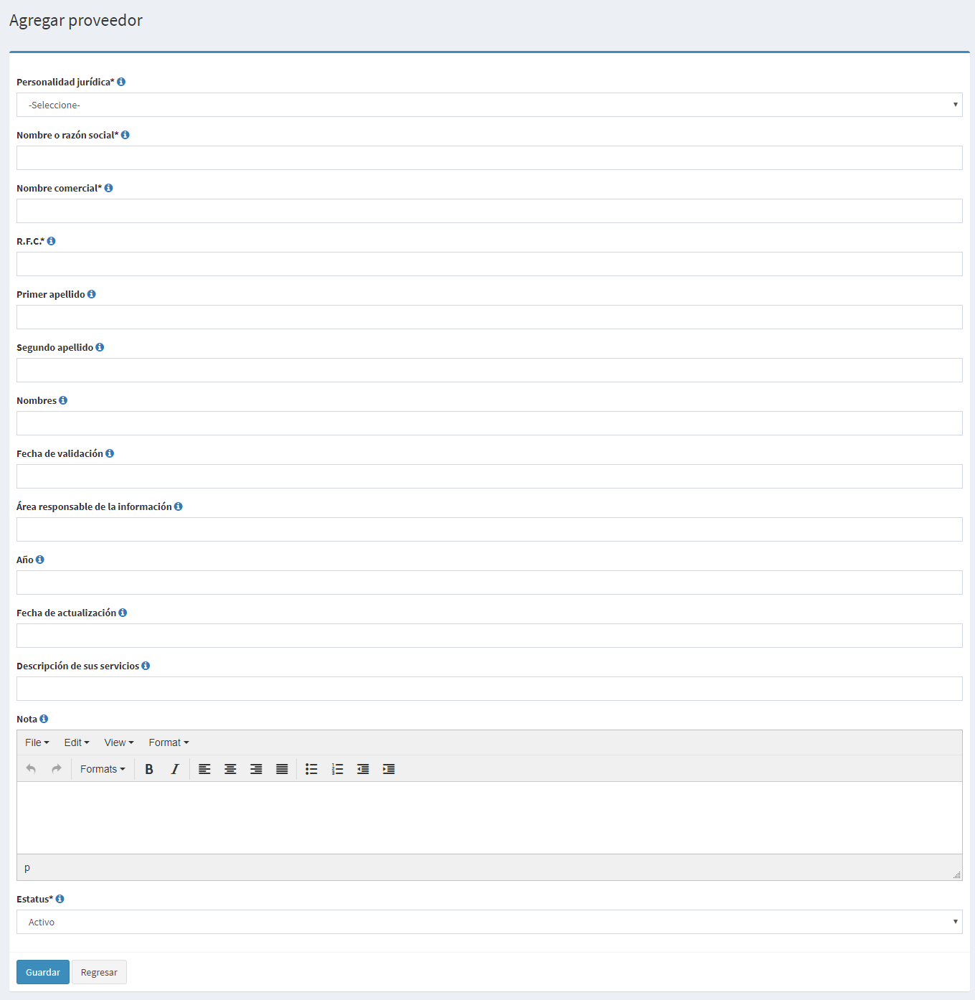 Agregar proveedor
Personalidad jurídica*
-Seleccione-
Nombre o razón social*
Nombre comercial*
R.F.C.*
Primer apellido
Segundo apellido
Nombres
Fecha de validación
Área responsable de la información
Año
Fecha de actualización
Descripción de sus servicios
Nota
File Edit View Format
Formats B I
p
Estatus*
Activo
Guardar Regresar